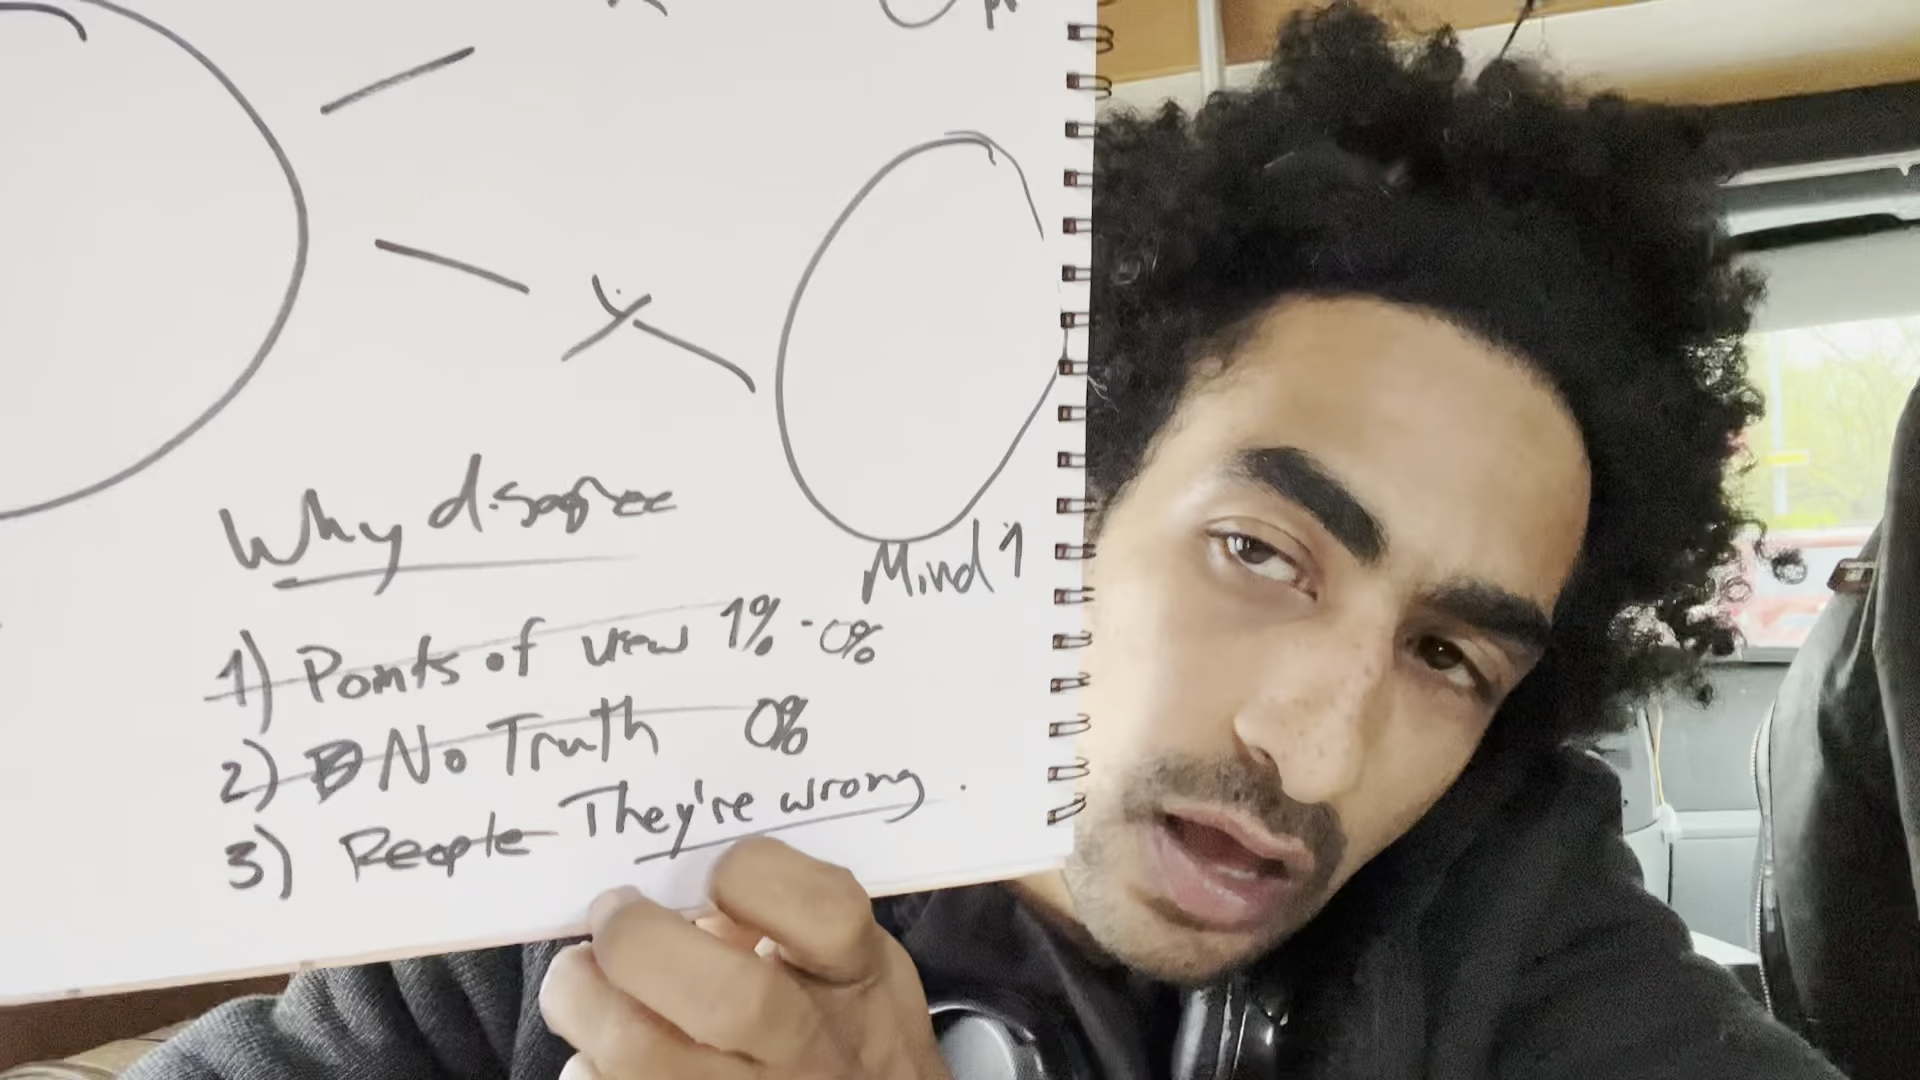 Why disagree
Mind 1
1) Points of view 1% - 0%
2) No Truth 0%
3) People They're wrong.